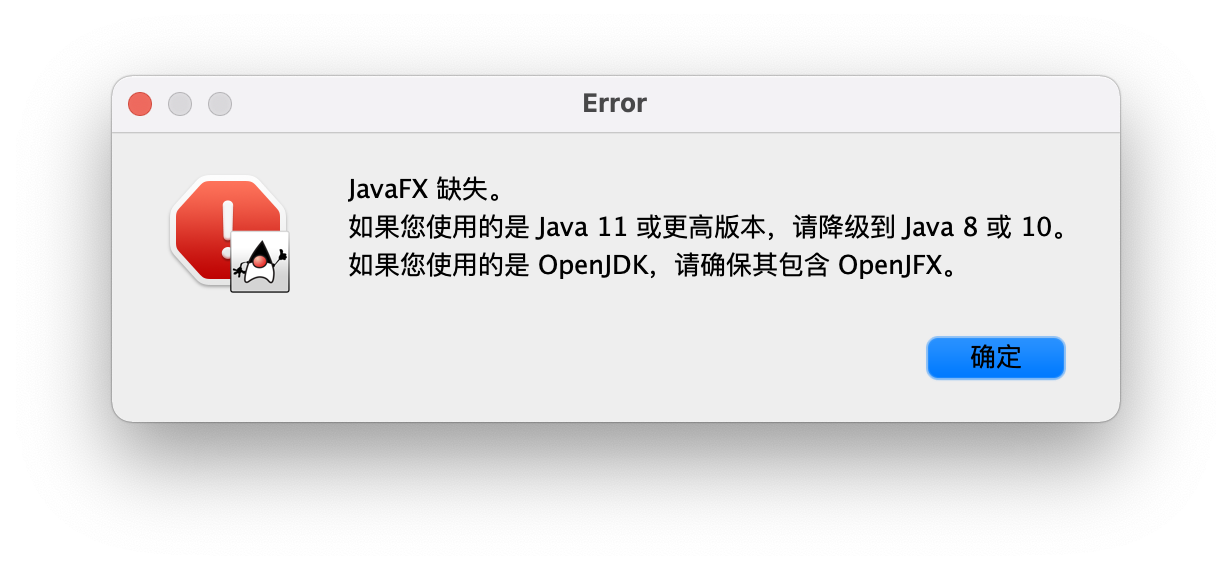 Error
JavaFX 缺失。
如果您使用的是 Java 11 或更高版本，请降级到 Java 8 或 10。
如果您使用的是 OpenJDK，请确保其包含 OpenJFX。
确定